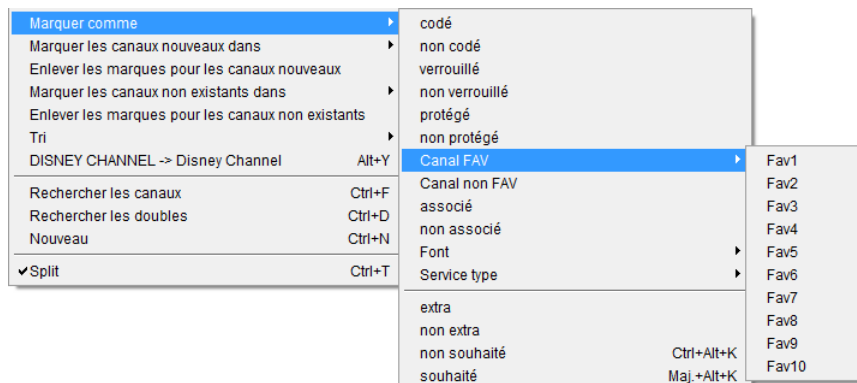 Marquer comme
Marquer les canaux nouveaux dans
Enlever les marques pour les canaux nouveaux
Marquer les canaux non existants dans
Enlever les marques pour les canaux non existants
Tri
DISNEY CHANNEL -> Disney Channel Alt+Y
Rechercher les canaux Ctrl+F
Rechercher les doubles Ctrl+D
Nouveau Ctrl+N
Split Ctrl+T
codé
non codé
verrouillé
non verrouillé
protégé
non protégé
Canal FAV
Canal non FAV
associé
non associé
Font
Service type
extra
non extra
non souhaité Ctrl+Alt+K
souhaité Maj.+Alt+K
Fav1
Fav2
Fav3
Fav4
Fav5
Fav6
Fav7
Fav8
Fav9
Fav10